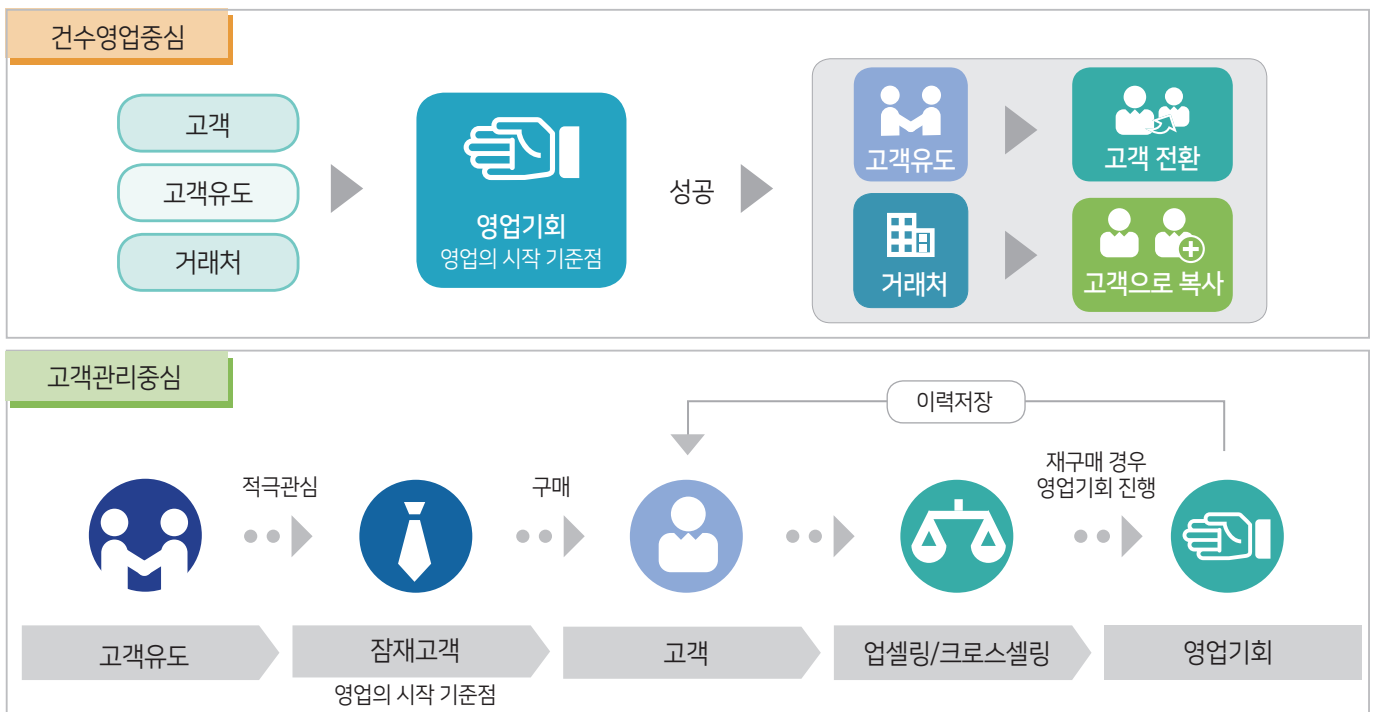 건수영업중심
고객
고객유도
거래처
영업기회
영업의 시작 기준점
성공
고객유도
고객 전환
거래처
고객으로 복사
고객관리중심
이력저장
적극관심
구매
재구매 경우
영업기회 진행
고객유도
잠재고객
고객
업셀링/크로스셀링
영업기회
영업의 시작 기준점